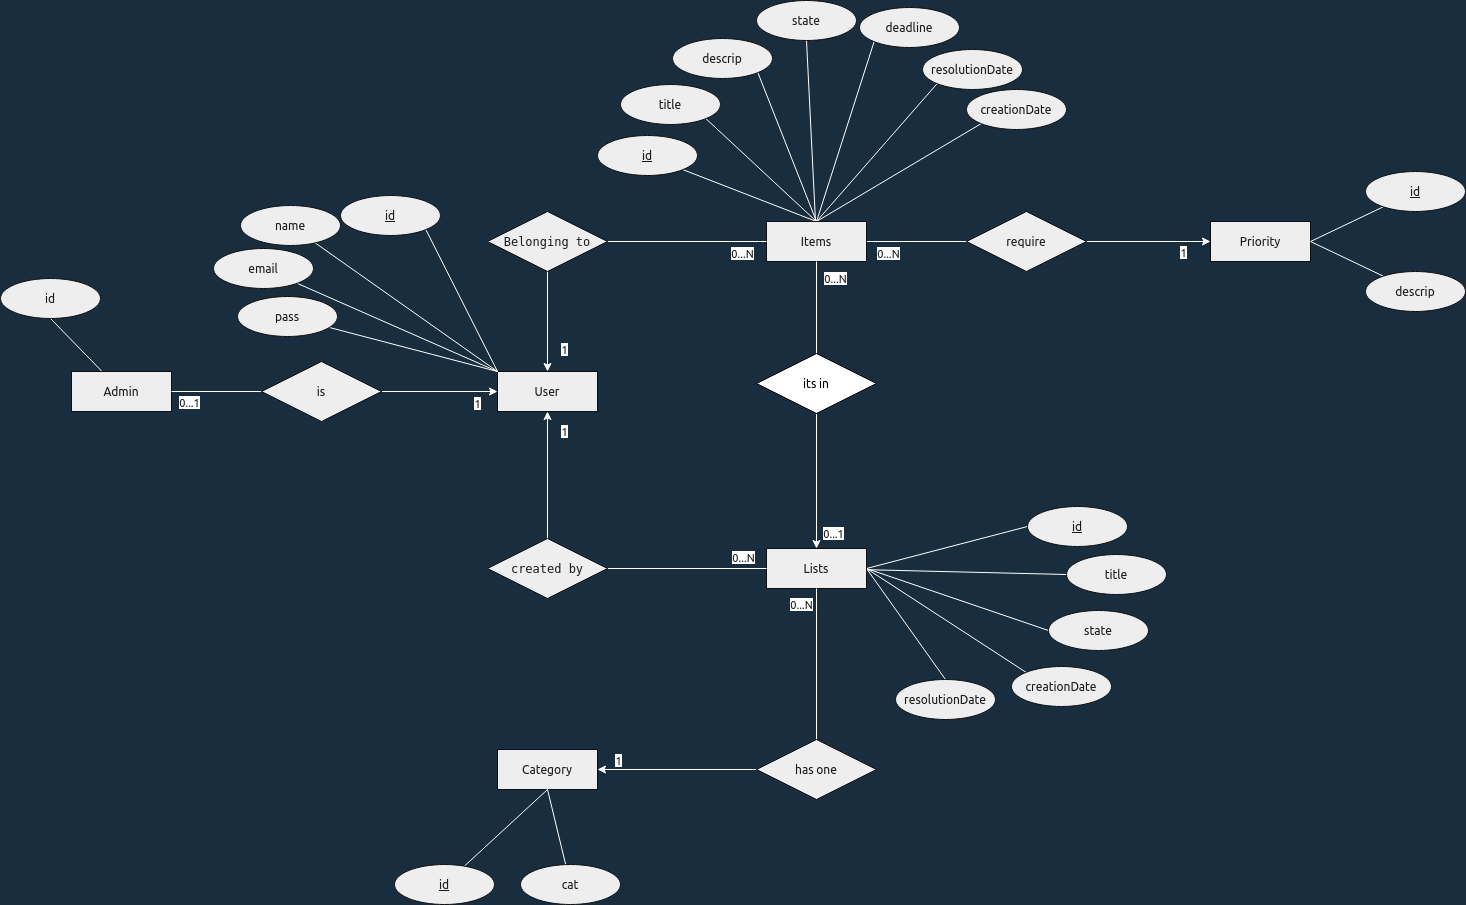 state
deadline
descrip
resolutionDate
title
creationDate
id
id
name
id
Belonging to
0...N
Items
0...N
require
1
Priority
email
0...N
descrip
id
pass
1
Admin
0...1
is
1
User
its in
1
0...1
id
created by
0...N
Lists
title
0...N
state
creationDate
resolutionDate
Category
1
has one
id
cat